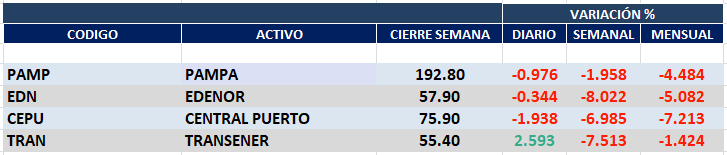 VARIACIÓN %
CODIGO ACTIVO CIERRE SEMANA DIARIO SEMANAL MENSUAL
PAMP PAMPA 192.80 -0.976 -1.958 -4.484
EDN EDENOR 57.90 -0.344 -8.022 -5.082
CEPU CENTRAL PUERTO 75.90 -1.938 -6.985 -7.213
TRAN TRANSENER 55.40 2.593 -7.513 -1.424